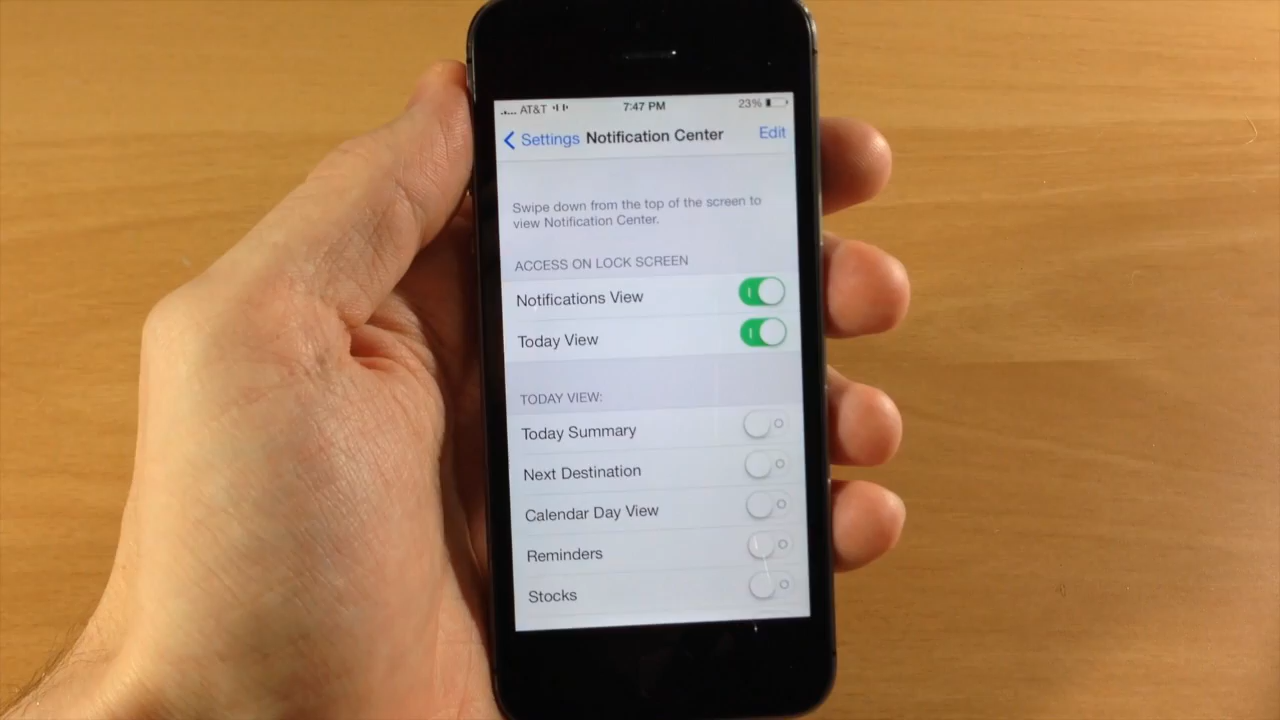 AT&T 7:47 PM 23%
Settings Notification Center Edit
Swipe down from the top of the screen to
view Notification Center.
ACCESS ON LOCK SCREEN
Notifications View
Today View
TODAY VIEW:
Today Summary
Next Destination
Calendar Day View
Reminders
Stocks